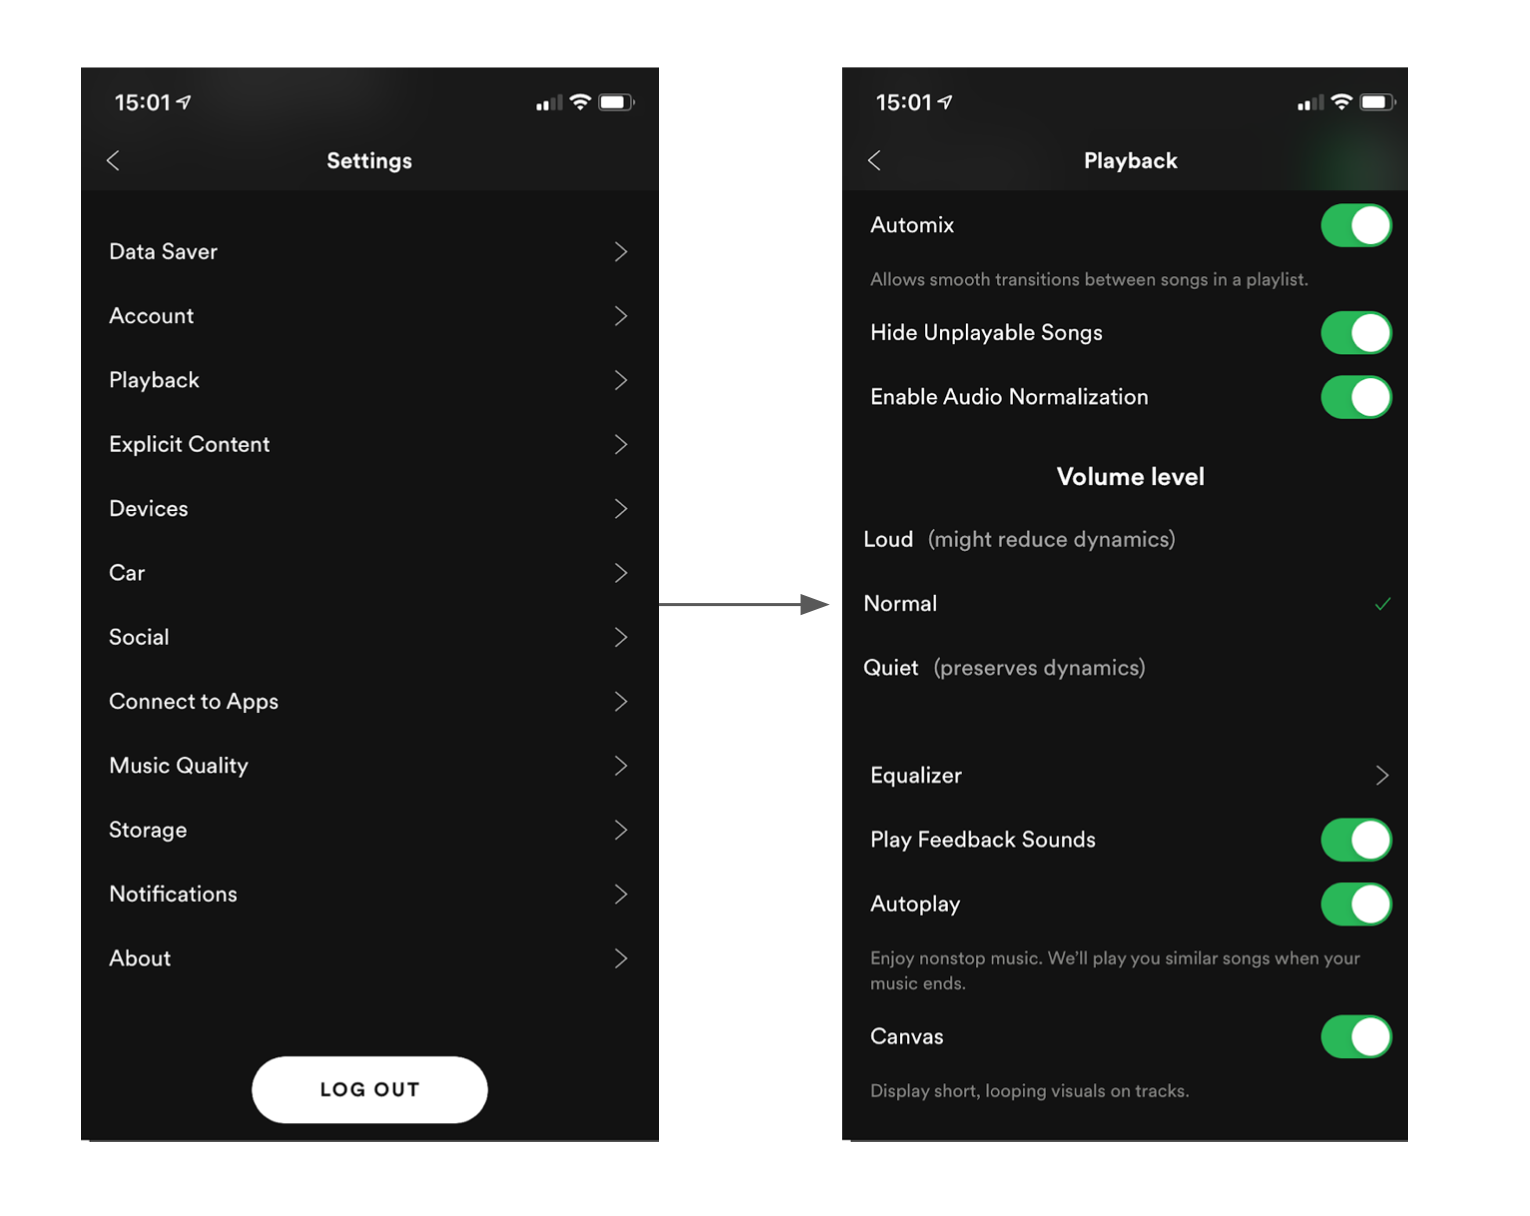 15:01
Settings
Data Saver
Account
Playback
Explicit Content
Devices
Car
Social
Connect to Apps
Music Quality
Storage
Notifications
About
LOG OUT
15:01
Playback
Automix
Allows smooth transitions between songs in a playlist.
Hide Unplayable Songs
Enable Audio Normalization
Volume level
Loud (might reduce dynamics)
Normal
Quiet (preserves dynamics)
Equalizer
Play Feedback Sounds
Autoplay
Enjoy nonstop music. We'll play you similar songs when your
music ends.
Canvas
Display short, looping visuals on tracks.